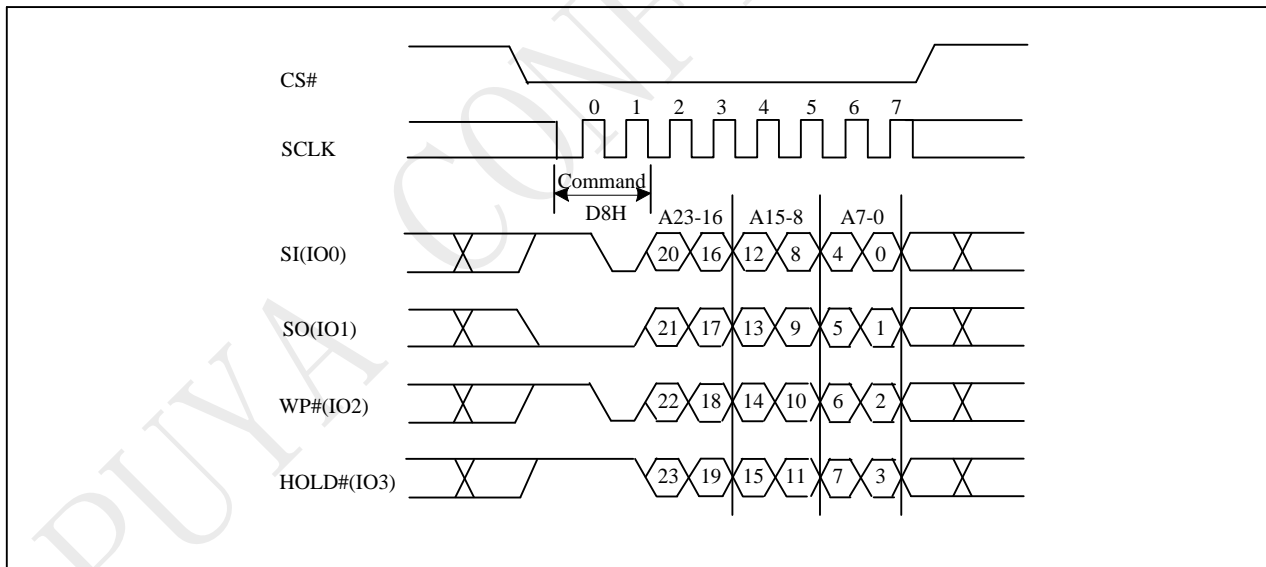 CS#
0 1 2 3 4 5 6 7
SCLK
Command
D8H
A23-16 A15-8 A7-0
SI(IO0) 20 16 12 8 4 0
SO(IO1) 21 17 13 9 5 1
WP#(IO2) 22 18 14 10 6 2
HOLD#(IO3) 23 19 15 11 7 3
PUYA CONF